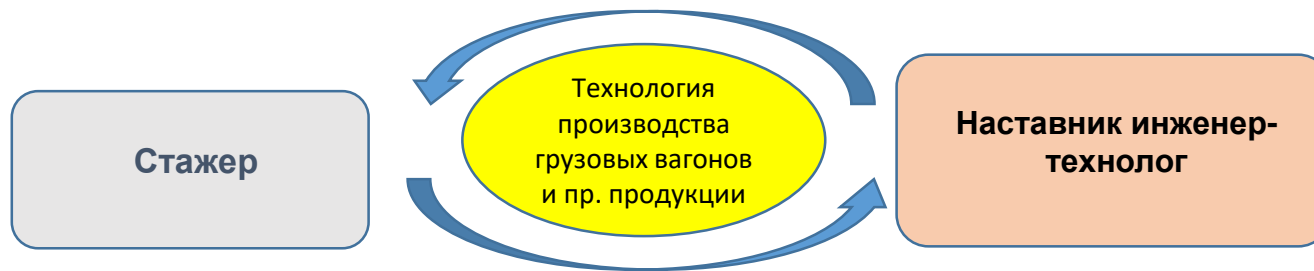 Стажер
Технология
производства
грузовых вагонов
и пр. продукции
Наставник инженер-
технолог